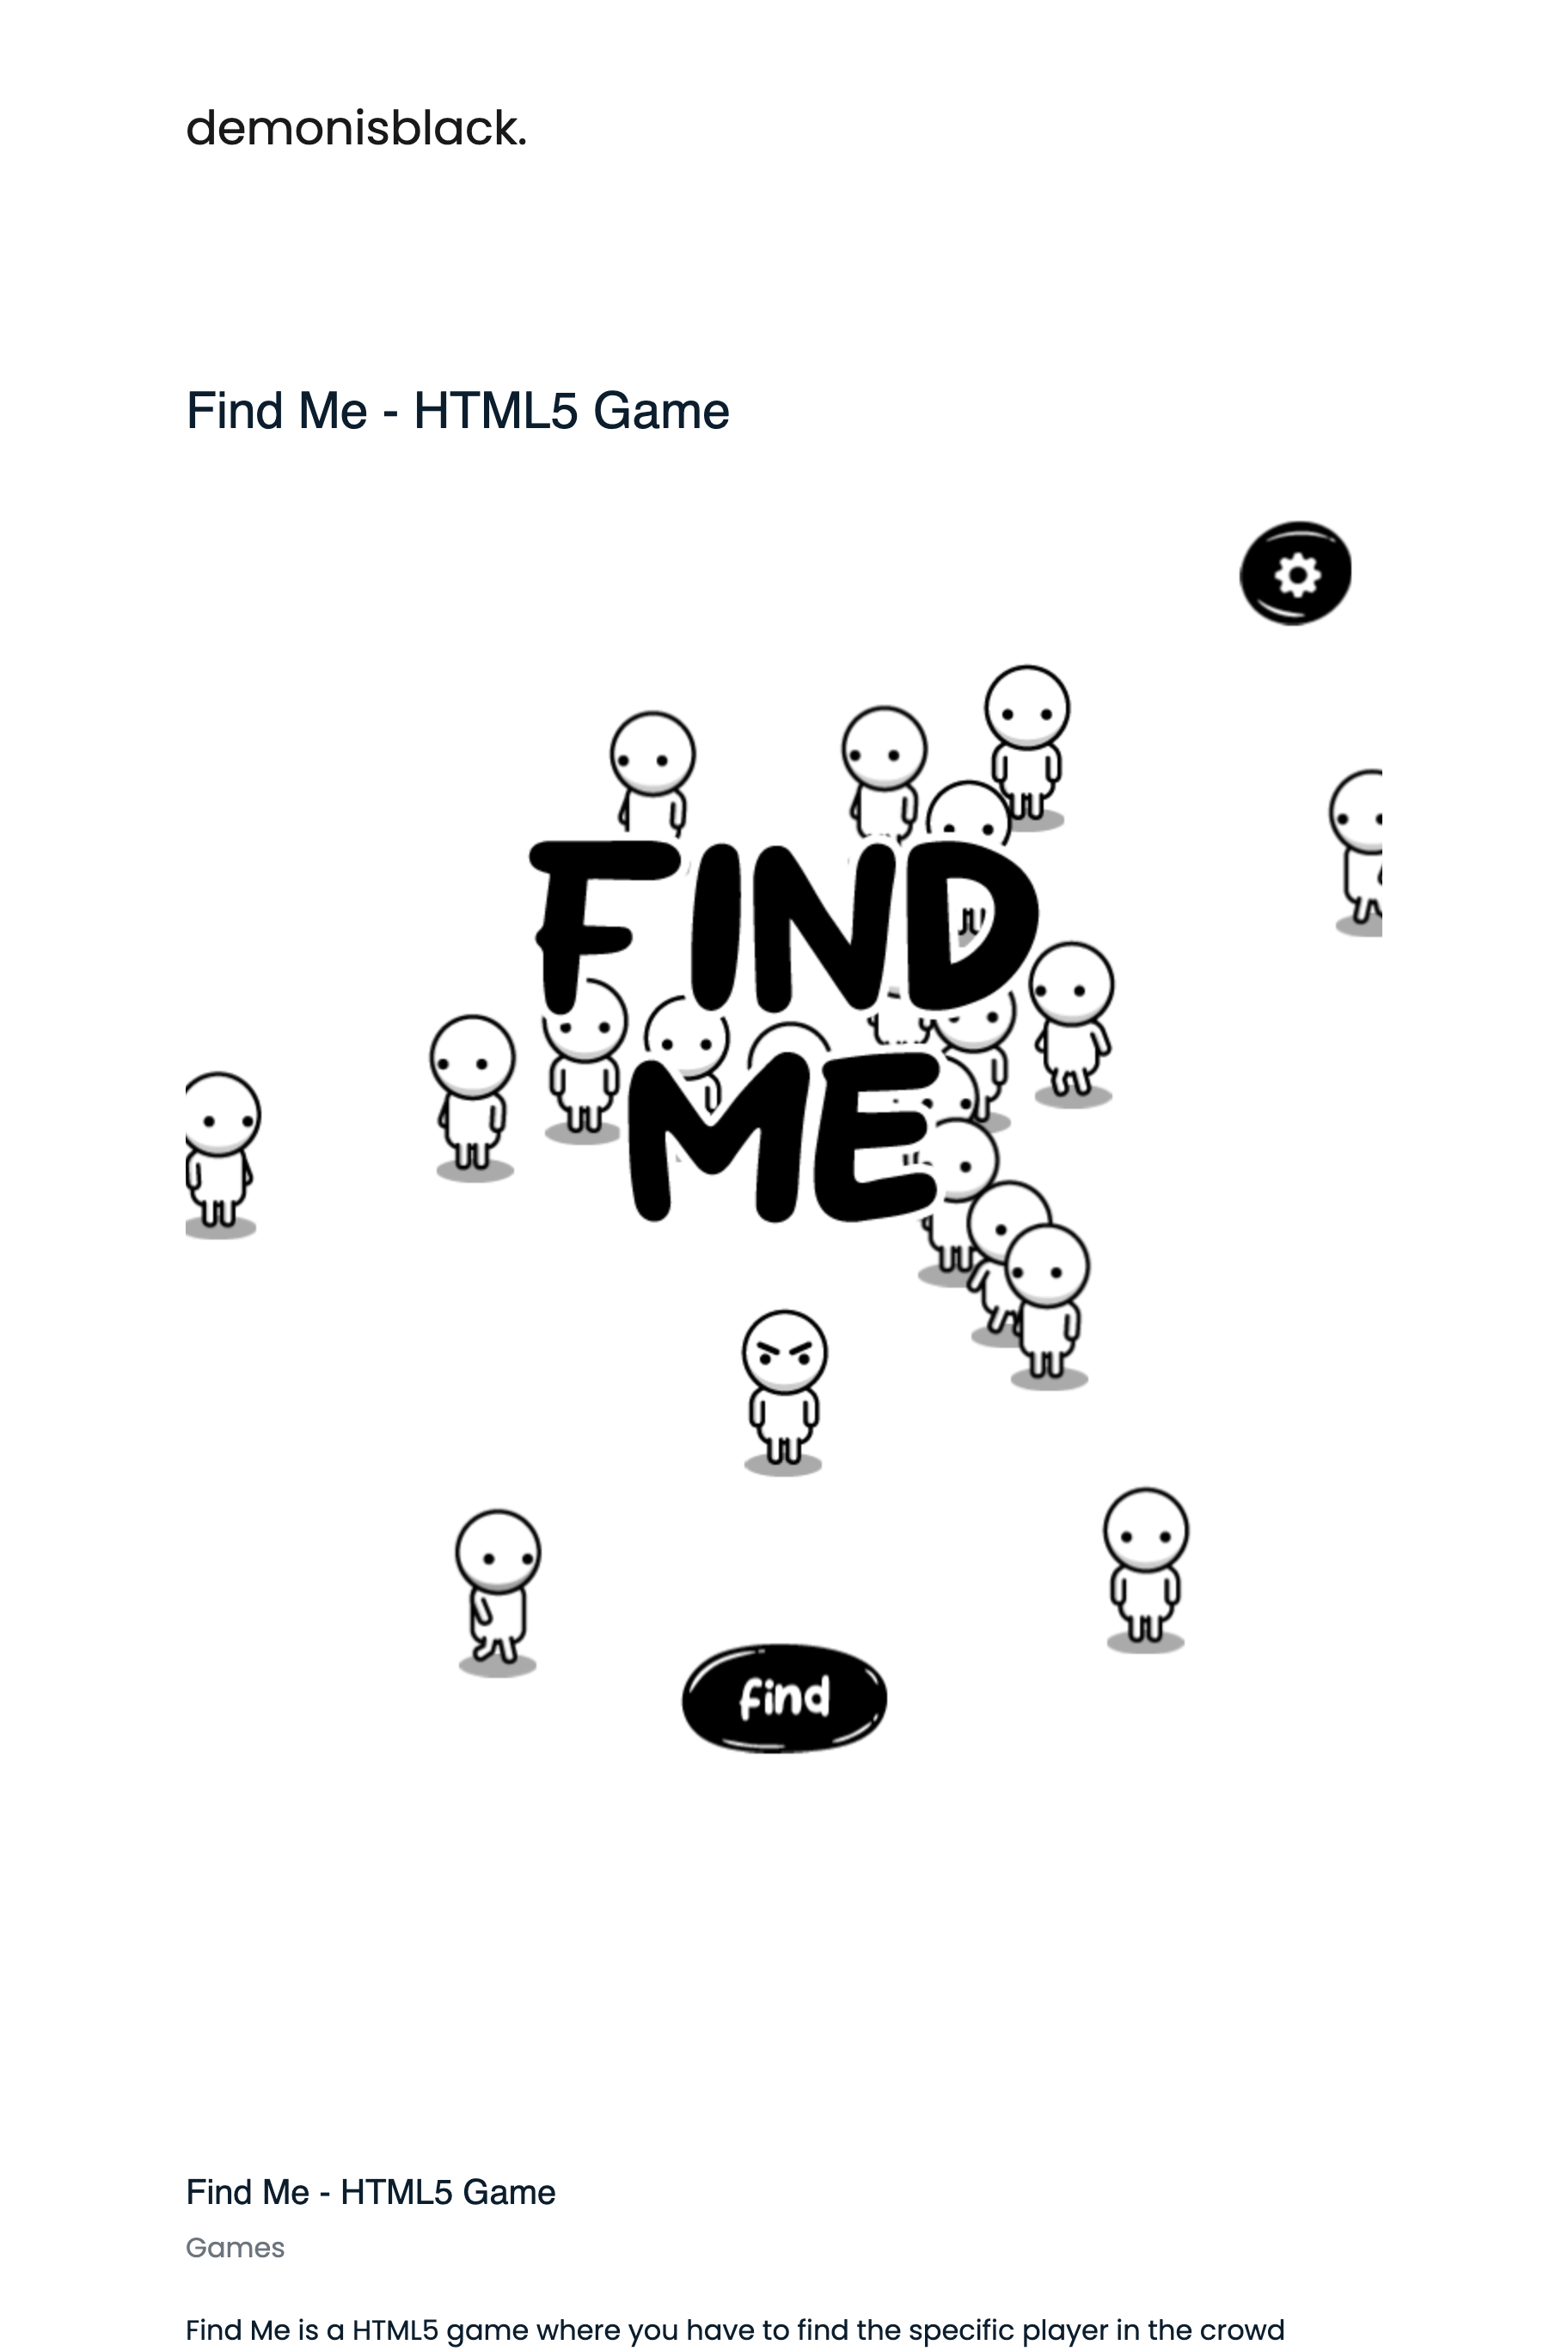 demonisblack.
Find Me - HTML5 Game
FIND
ME
find
Find Me - HTML5 Game
Games
Find Me is a HTML5 game where you have to find the specific player in the crowd